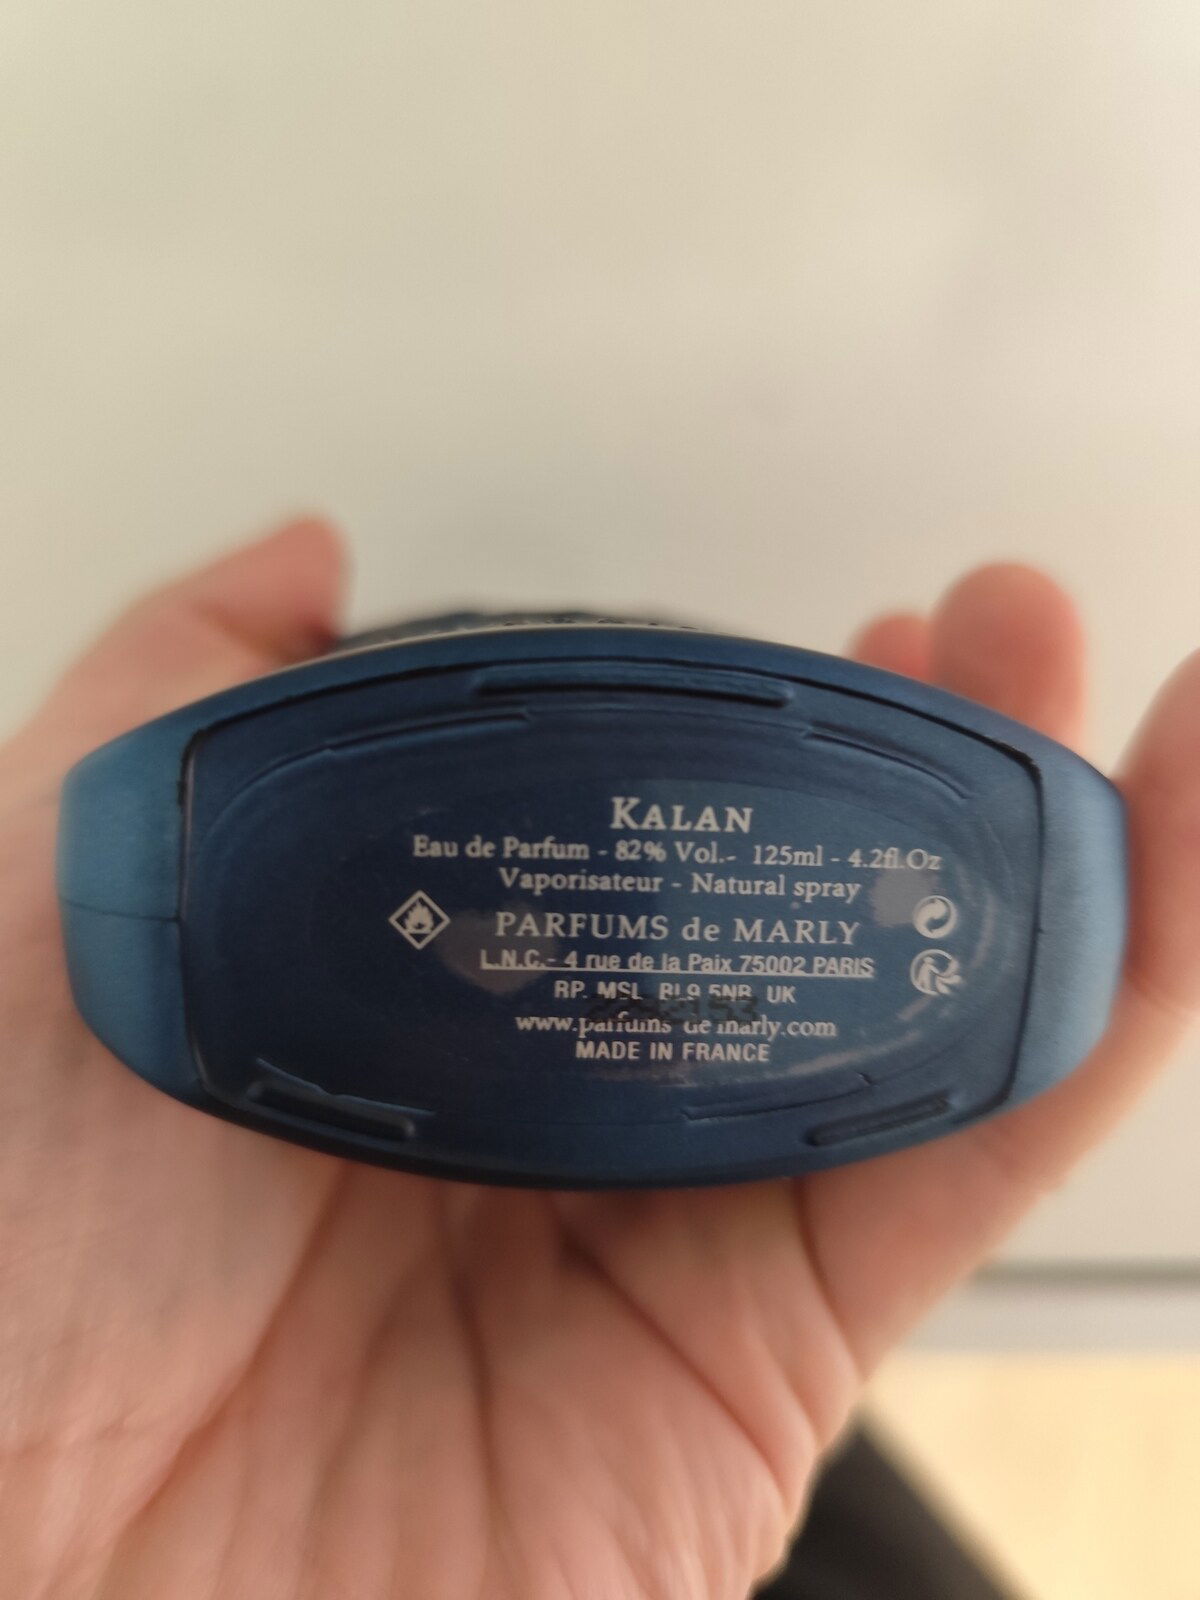 KALAN
Eau de Parfum - 82% Vol.- 125ml - 4.2fl.Oz
Vaporisateur - Natural spray
PARFUMS de MARLY
L.N.C.- 4 rue de la Paix 75002 PARIS
RP. MSL BL9 5NB UK
www.parfums-de-marly.com
MADE IN FRANCE